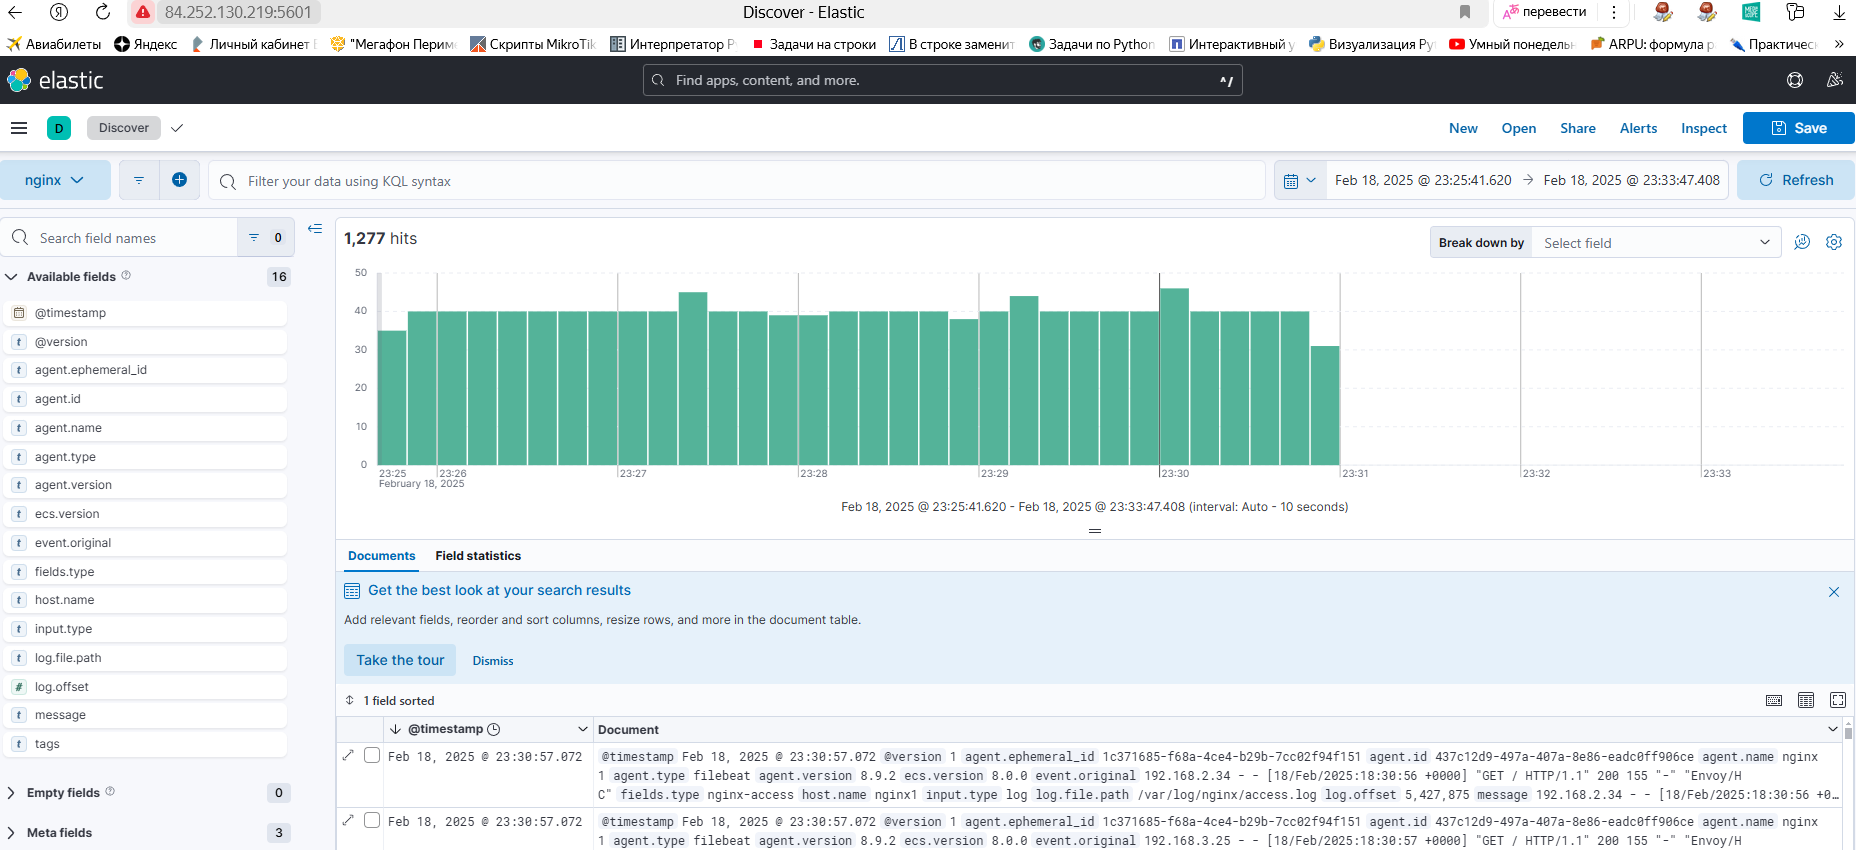 84.252.130.219:5601
Discover - Elastic
перевести
Авиабилеты
Яндекс
Личный кабинет
"Мегафон Периме
Скрипты MikroTik
Интерпретатор P
Задачи на строки
В строке заменит
Задачи по Python
Интерактивный у
Визуализация Py
Умный понедельн
ARPU: формула р
Практичес
elastic
Find apps, content, and more.
^/
D
Discover
New
Open
Share
Alerts
Inspect
Save
nginx
Filter your data using KQL syntax
Feb 18, 2025 @ 23:25:41.620 → Feb 18, 2025 @ 23:33:47.408
Refresh
Search field names
0
Available fields
16
@timestamp
t @version
t agent.ephemeral_id
t agent.id
t agent.name
t agent.type
t agent.version
t ecs.version
t event.original
t fields.type
t host.name
t input.type
t log.file.path
# log.offset
t message
t tags
Empty fields
0
Meta fields
3
1,277 hits
Break down by
Select field
50
40
30
20
10
0
23:25 23:26 23:27 23:28 23:29 23:30 23:31 23:32 23:33
February 18, 2025
Feb 18, 2025 @ 23:25:41.620 - Feb 18, 2025 @ 23:33:47.408 (interval: Auto - 10 seconds)
Documents
Field statistics
Get the best look at your search results
Add relevant fields, reorder and sort columns, resize rows, and more in the document table.
Take the tour
Dismiss
1 field sorted
@timestamp
Document
Feb 18, 2025 @ 23:30:57.072
@timestamp Feb 18, 2025 @ 23:30:57.072 @version 1 agent.ephemeral_id 1c371685-f68a-4ce4-b29b-7cc02f94f151 agent.id 437c12d9-497a-407a-8e86-eadc0ff906ce agent.name nginx
1 agent.type filebeat agent.version 8.9.2 ecs.version 8.0.0 event.original 192.168.2.34 - - [18/Feb/2025:18:30:56 +0000] "GET / HTTP/1.1" 200 155 "-" "Envoy/H
C" fields.type nginx-access host.name nginx1 input.type log log.file.path /var/log/nginx/access.log log.offset 5,427,875 message 192.168.2.34 - - [18/Feb/2025:18:30:56 +0…
Feb 18, 2025 @ 23:30:57.072
@timestamp Feb 18, 2025 @ 23:30:57.072 @version 1 agent.ephemeral_id 1c371685-f68a-4ce4-b29b-7cc02f94f151 agent.id 437c12d9-497a-407a-8e86-eadc0ff906ce agent.name nginx
1 agent.type filebeat agent.version 8.9.2 ecs.version 8.0.0 event.original 192.168.3.25 - - [18/Feb/2025:18:30:57 +0000] "GET / HTTP/1.1" 200 155 "-" "Envoy/H